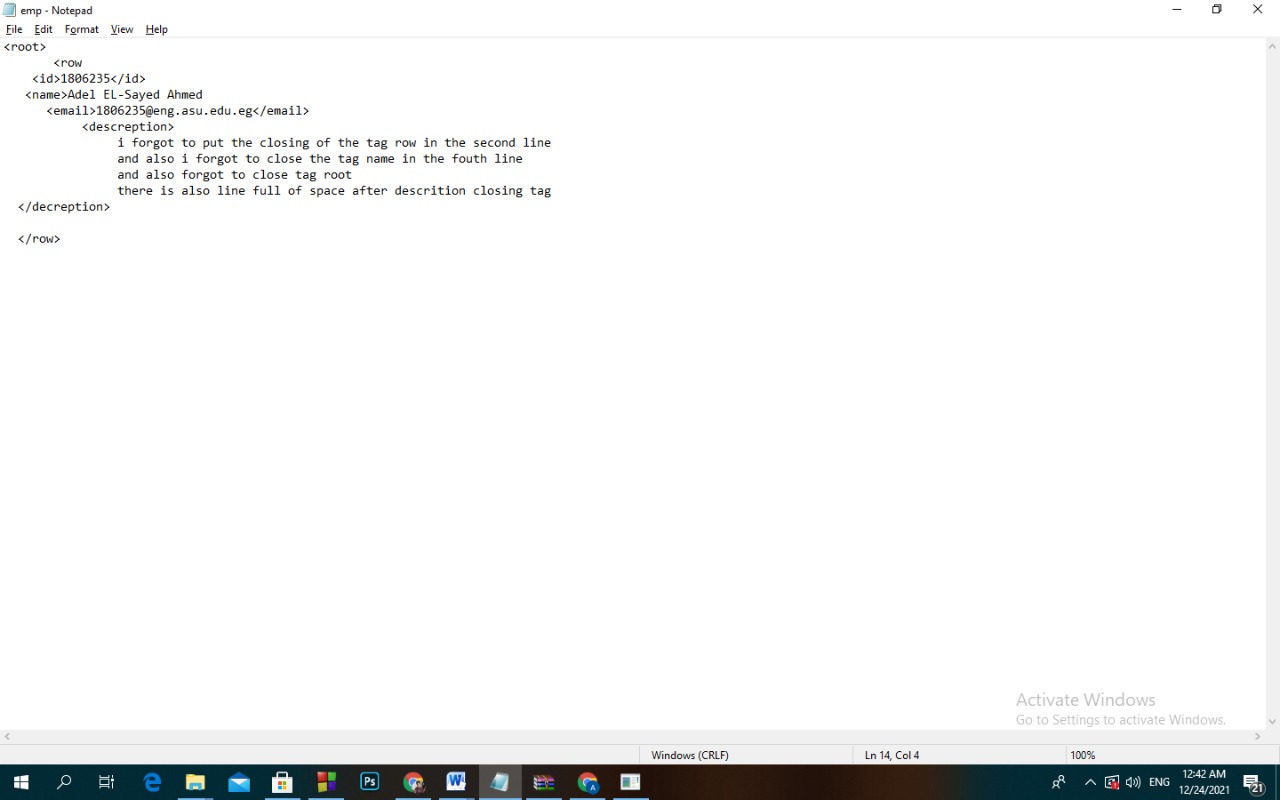 emp - Notepad
File Edit Format View Help
<root>
<row
<id>1806235</id>
<name>Adel EL-Sayed Ahmed
<email>1806235@eng.asu.edu.eg</email>
<descreption>
i forgot to put the closing of the tag row in the second line
and also i forgot to close the tag name in the fouth line
and also forgot to close tag root
there is also line full of space after descrition closing tag
</decreption>
</row>
Activate Windows
Go to Settings to activate Windows.
Windows (CRLF) Ln 14, Col 4 100%
Ps W A ENG 12:42 AM
12/24/2021 21